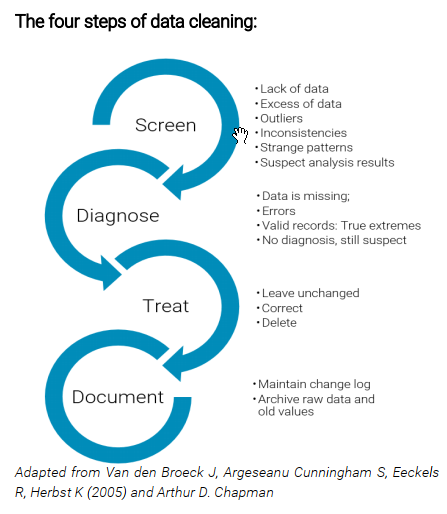 The four steps of data cleaning:
Screen
• Lack of data
• Excess of data
• Outliers
• Inconsistencies
• Strange patterns
• Suspect analysis results
Diagnose
• Data is missing;
• Errors
• Valid records: True extremes
• No diagnosis, still suspect
Treat
• Leave unchanged
• Correct
• Delete
Document
• Maintain change log
• Archive raw data and
old values
Adapted from Van den Broeck J, Argeseanu Cunningham S, Eeckels
R, Herbst K (2005) and Arthur D. Chapman